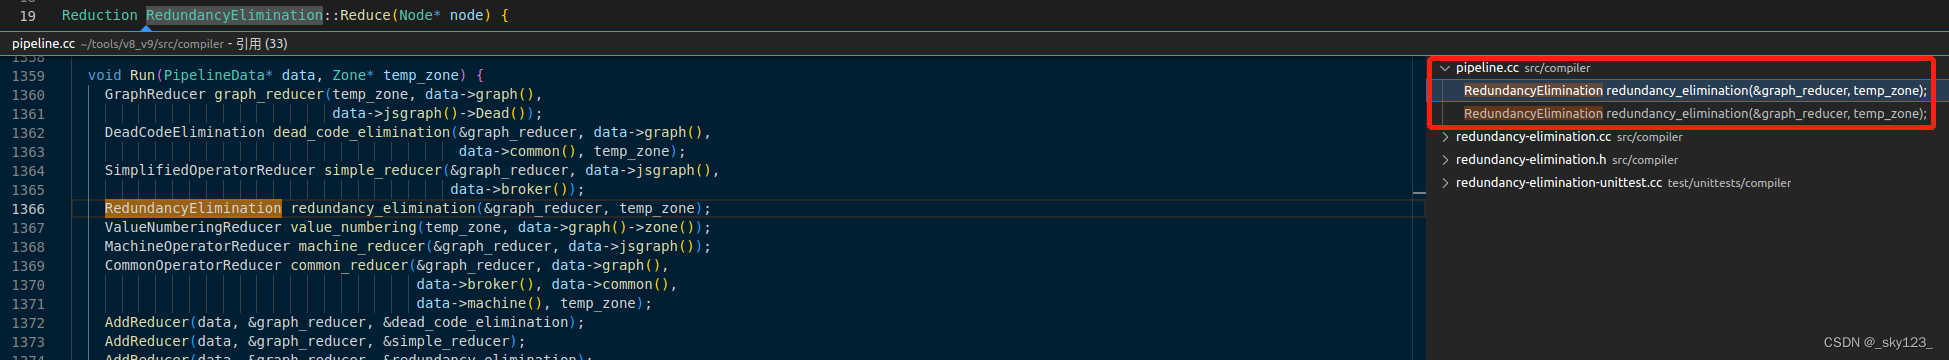 19 Reduction RedundancyElimination::Reduce(Node* node) {
pipeline.cc ~/tools/v8_v9/src/compiler - 引用 (33)
1358
1359 void Run(PipelineData* data, Zone* temp_zone) {
1360 GraphReducer graph_reducer(temp_zone, data->graph(),
1361 data->jsgraph()->Dead());
1362 DeadCodeElimination dead_code_elimination(&graph_reducer, data->graph(),
1363 data->common(), temp_zone);
1364 SimplifiedOperatorReducer simple_reducer(&graph_reducer, data->jsgraph(),
1365 data->broker());
1366 RedundancyElimination redundancy_elimination(&graph_reducer, temp_zone);
1367 ValueNumberingReducer value_numbering(temp_zone, data->graph()->zone());
1368 MachineOperatorReducer machine_reducer(&graph_reducer, data->jsgraph());
1369 CommonOperatorReducer common_reducer(&graph_reducer, data->graph(),
1370 data->broker(), data->common(),
1371 data->machine(), temp_zone);
1372 AddReducer(data, &graph_reducer, &dead_code_elimination);
1373 AddReducer(data, &graph_reducer, &simple_reducer);
1374 AddReducer(data, &graph_reducer, &redundancy_elimination);
pipeline.cc src/compiler
RedundancyElimination redundancy_elimination(&graph_reducer, temp_zone);
RedundancyElimination redundancy_elimination(&graph_reducer, temp_zone);
redundancy-elimination.cc src/compiler
redundancy-elimination.h src/compiler
redundancy-elimination-unittest.cc test/unittests/compiler
CSDN @_sky123_